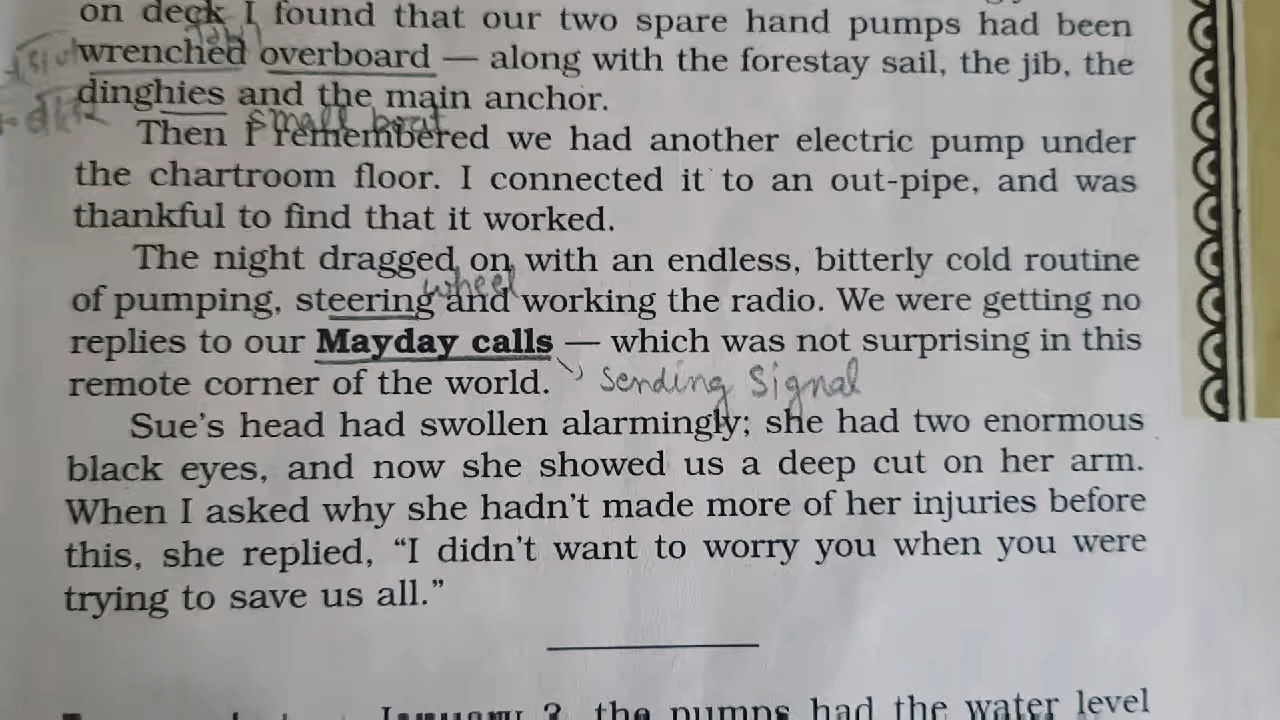 on deck I found that our two spare hand pumps had been
wrenched overboard — along with the forestay sail, the jib, the
dinghies and the main anchor.
small boat
Then I remembered we had another electric pump under
the chartroom floor. I connected it to an out-pipe, and was
thankful to find that it worked.
The night dragged on with an endless, bitterly cold routine
wheel
of pumping, steering and working the radio. We were getting no
replies to our Mayday calls — which was not surprising in this
remote corner of the world. Sending Signal
Sue’s head had swollen alarmingly; she had two enormous
black eyes, and now she showed us a deep cut on her arm.
When I asked why she hadn’t made more of her injuries before
this, she replied, “I didn’t want to worry you when you were
trying to save us all.”
the pumps had the water level